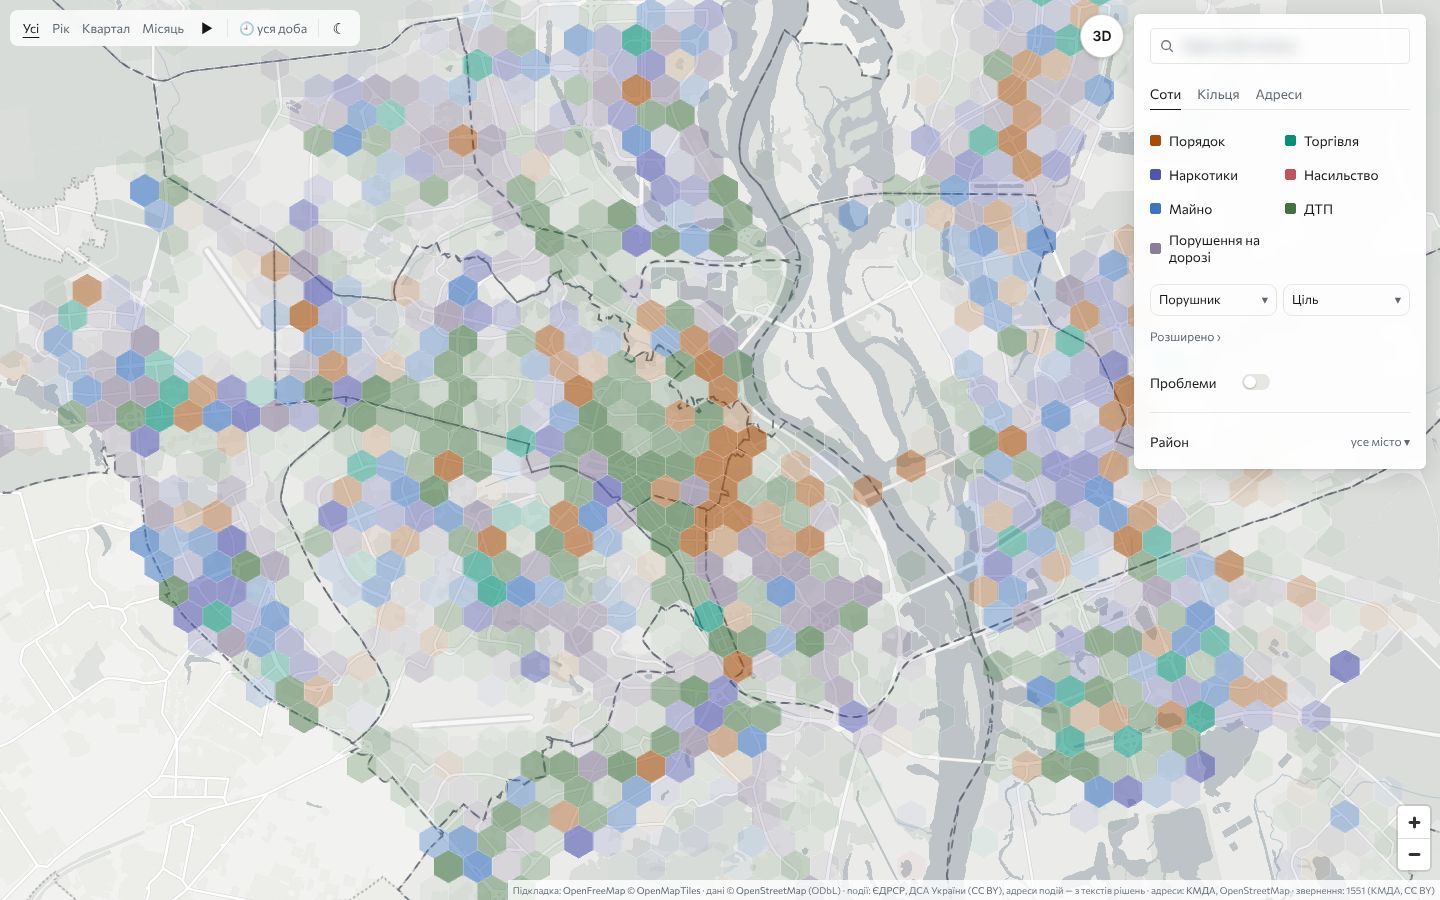 Усі Рік Квартал Місяць ▶ 🕘 уся доба ☾
3D
Соти Кільця Адреси
Порядок Торгівля
Наркотики Насильство
Майно ДТП
Порушення на
дорозі
Порушник ▾ Ціль ▾
Розширено ›
Проблеми
Район усе місто ▾
+
−
Підкладка: OpenFreeMap © OpenMapTiles · дані © OpenStreetMap (ODbL) · події: ЄДРСР, ДСА України (CC BY), адреси подій — з текстів рішень · адреси: КМДА, OpenStreetMap · звернення: 1551 (КМДА, CC BY)